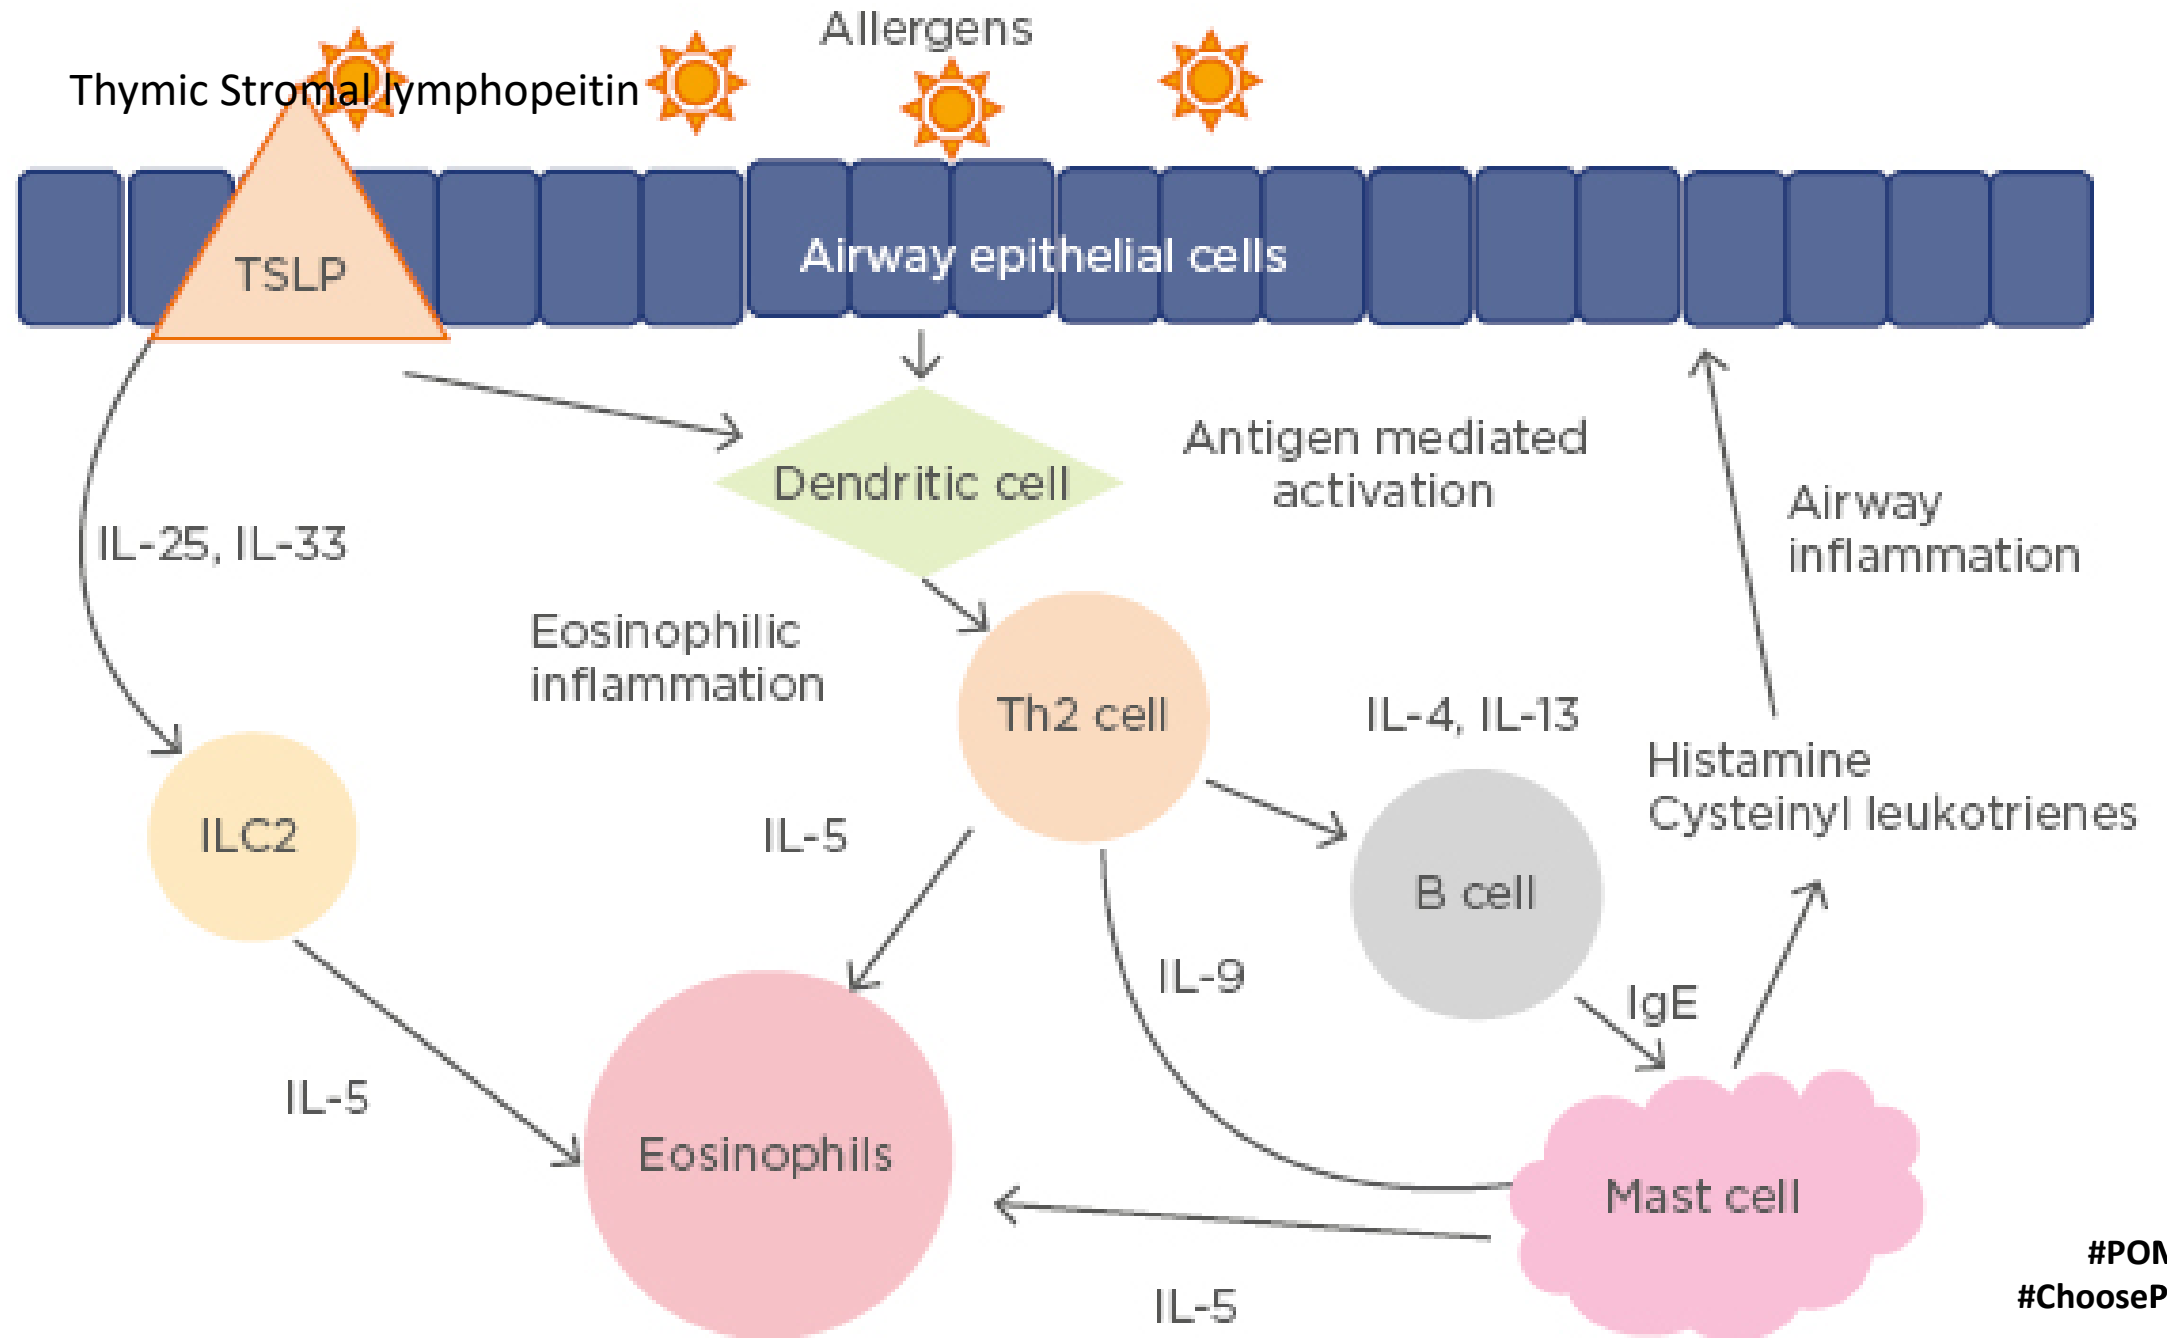 Allergens
Thymic Stromal lymphopeitin
TSLP
Airway epithelial cells
Dendritic cell
Antigen mediated
activation
Airway
inflammation
IL-25, IL-33
Eosinophilic
inflammation
Th2 cell
IL-4, IL-13
Histamine
Cysteinyl leukotrienes
ILC2
IL-5
B cell
IL-9
IgE
IL-5
Eosinophils
Mast cell
IL-5
#PO
#ChooseP